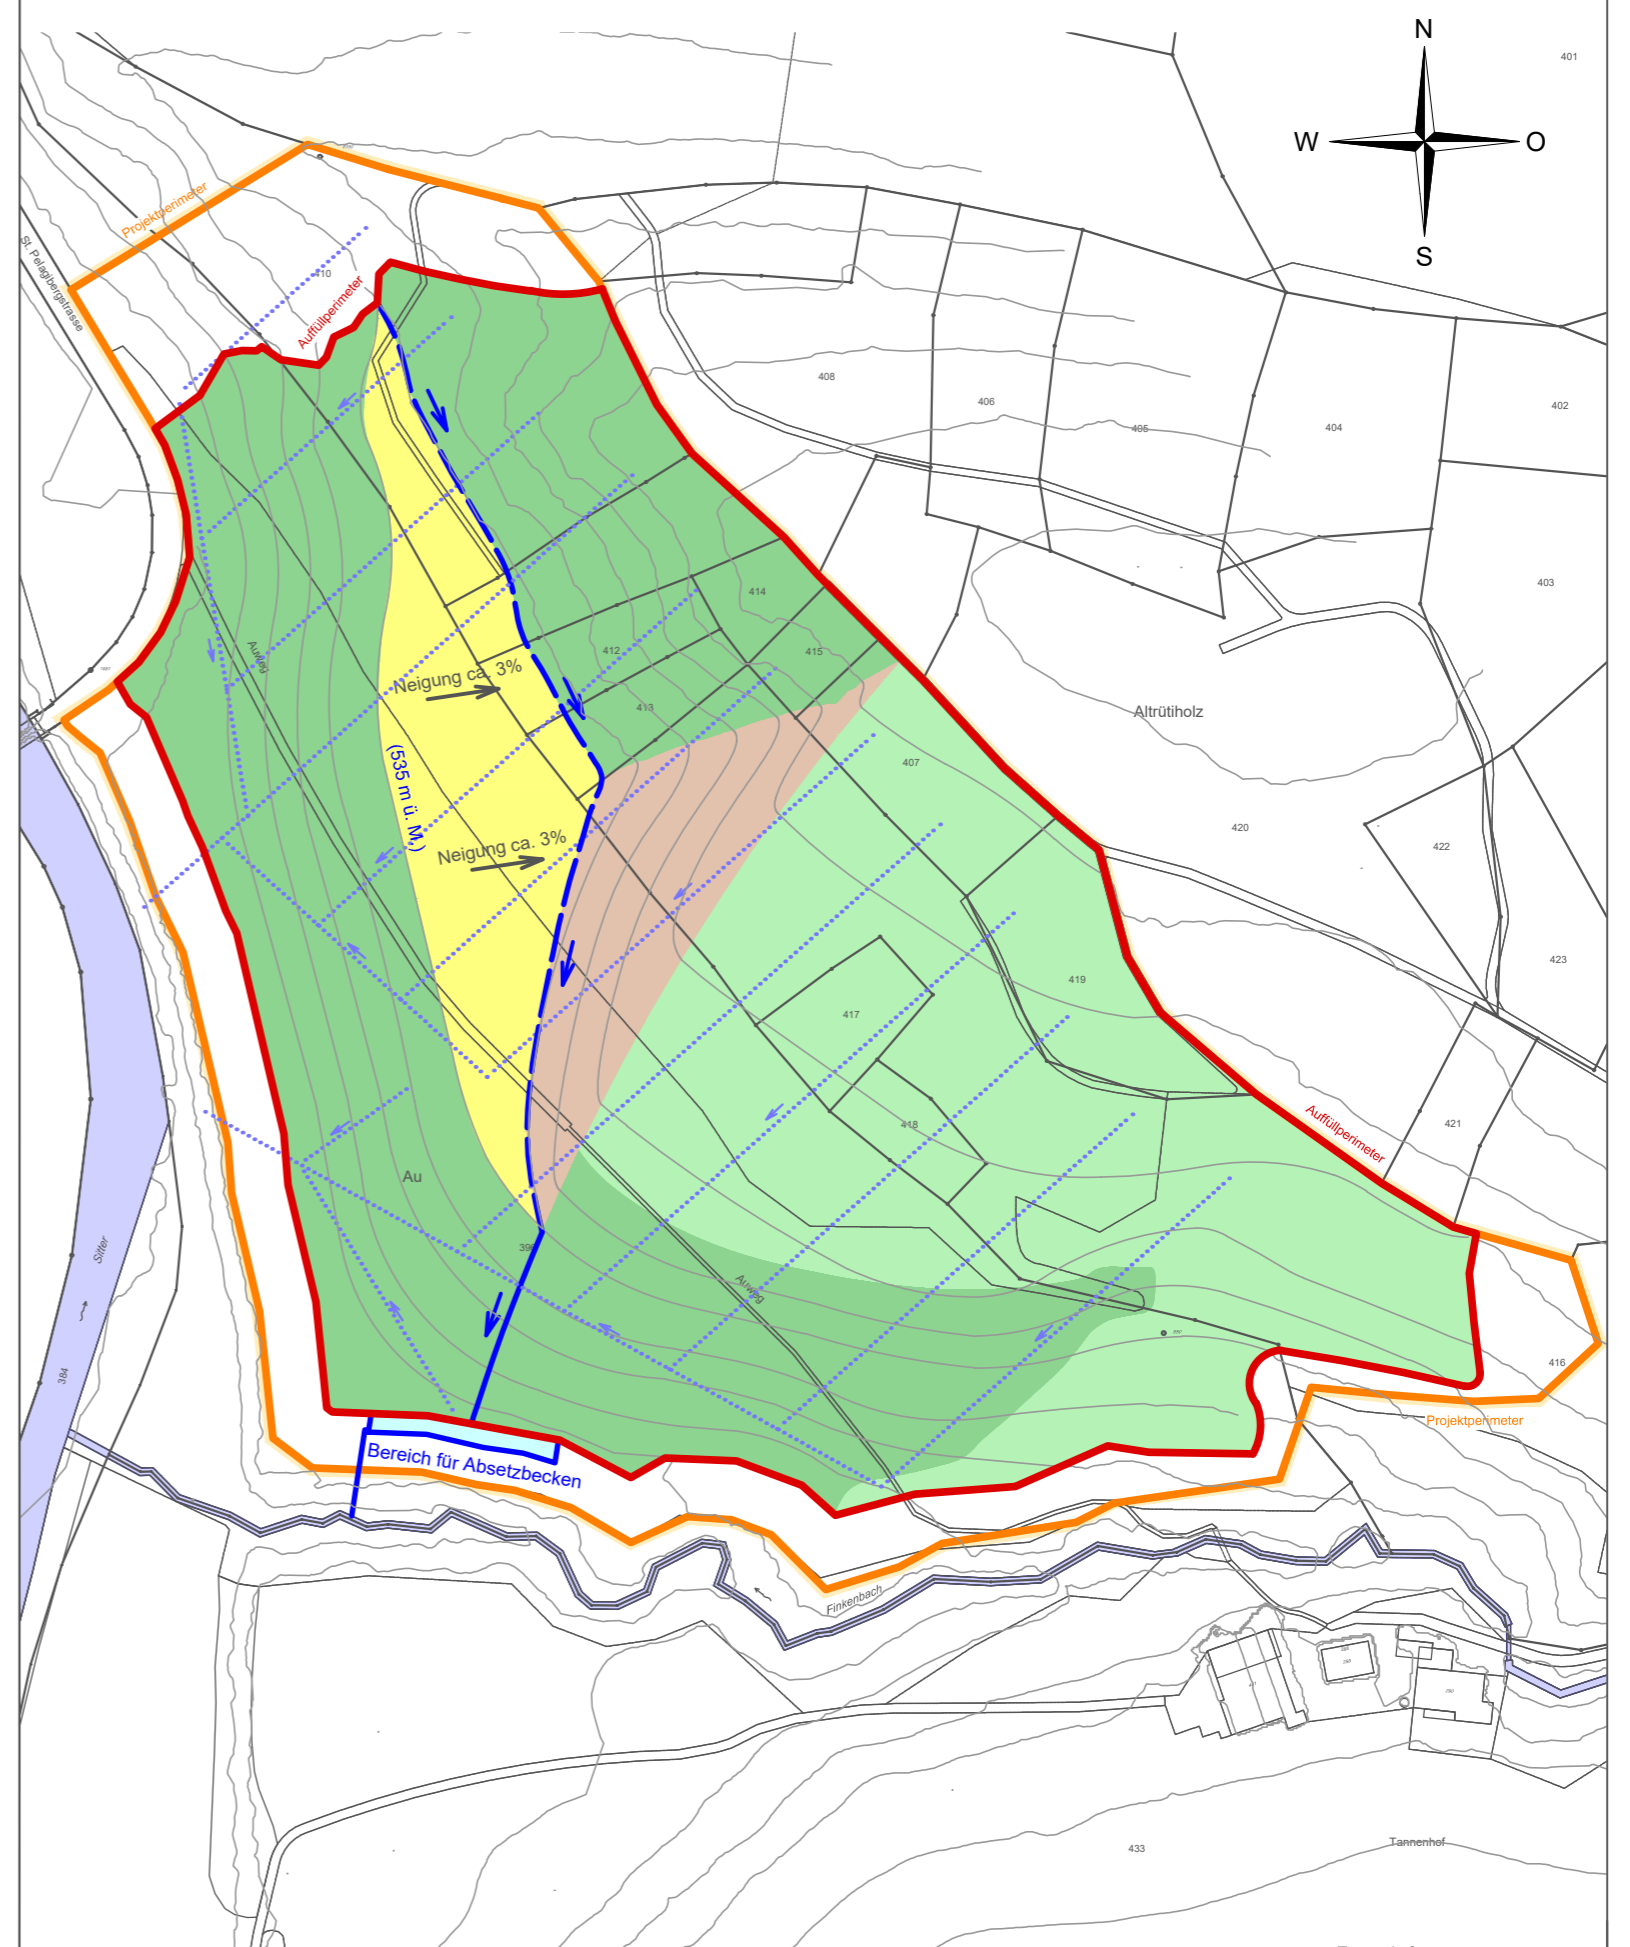 N
401
W
O
S
Projektperimeter
St. Pelagibergstrasse
410
Auffüllperimeter
408
406
405
404
402
403
414
412
415
413
Auweg
Neigung ca. 3%
Altrütiholz
407
(535 m ü. M.)
Neigung ca. 3%
420
422
423
419
417
418
421
Auffüllperimeter
Au
Sitter
Auweg
416
384
Projektperimeter
Bereich für Absetzbecken
Finkenbach
433
Tannenhof